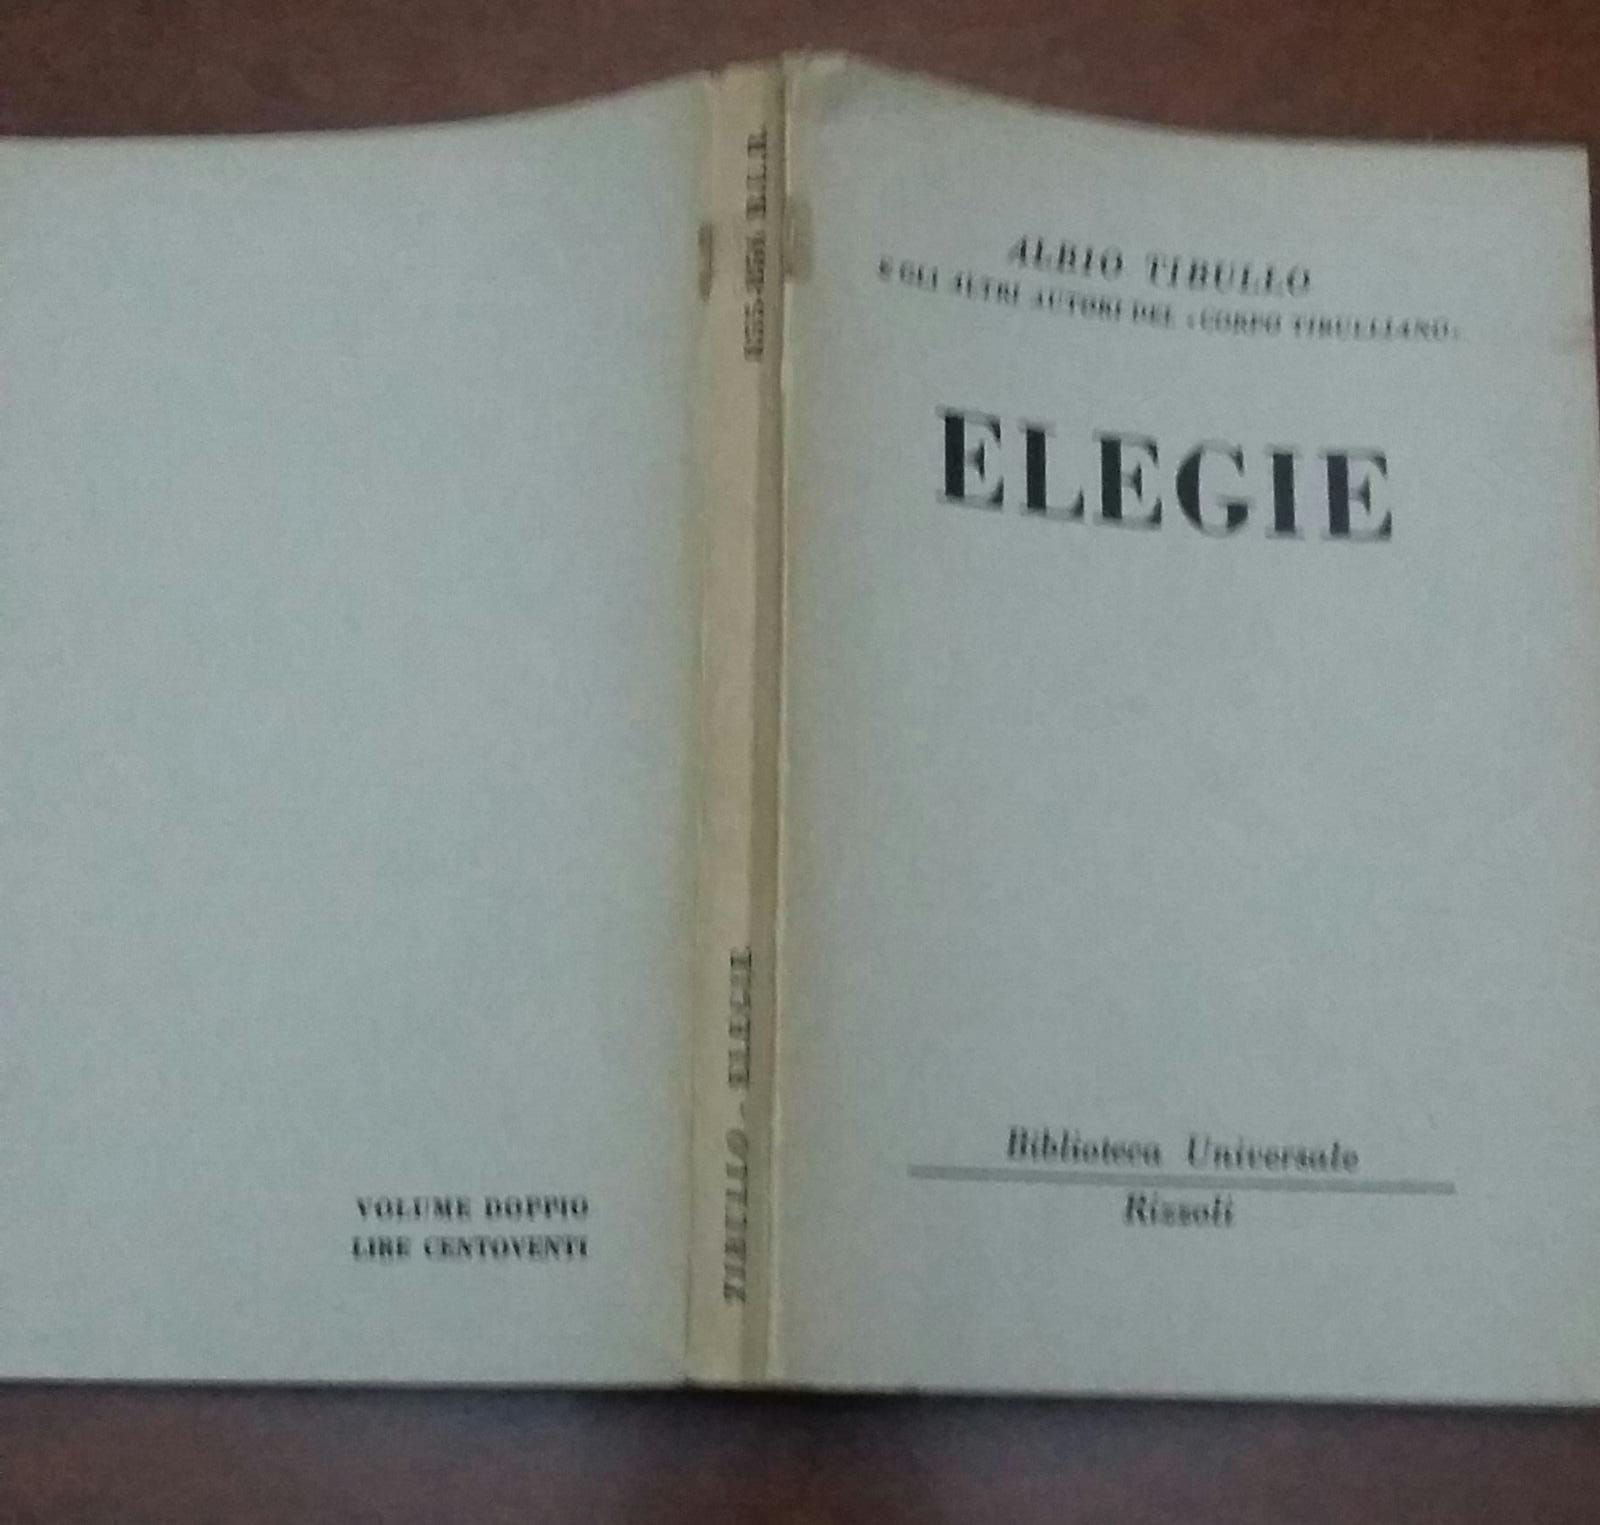 ALBIO TIBULLO
E GLI ALTRI AUTORI DEL «CORPO TIBULLIANO»
ELEGIE
Biblioteca Universale
Rizzoli
TIBULLO - ELEGIE
B.U.R.
VOLUME DOPPIO
LIRE CENTOVENTI